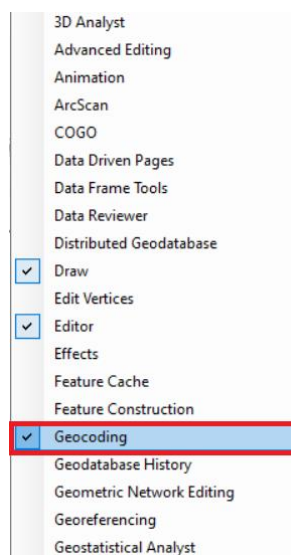 3D Analyst
Advanced Editing
Animation
ArcScan
COGO
Data Driven Pages
Data Frame Tools
Data Reviewer
Distributed Geodatabase
Draw
Edit Vertices
Editor
Effects
Feature Cache
Feature Construction
Geocoding
Geodatabase History
Geometric Network Editing
Georeferencing
Geostatistical Analyst